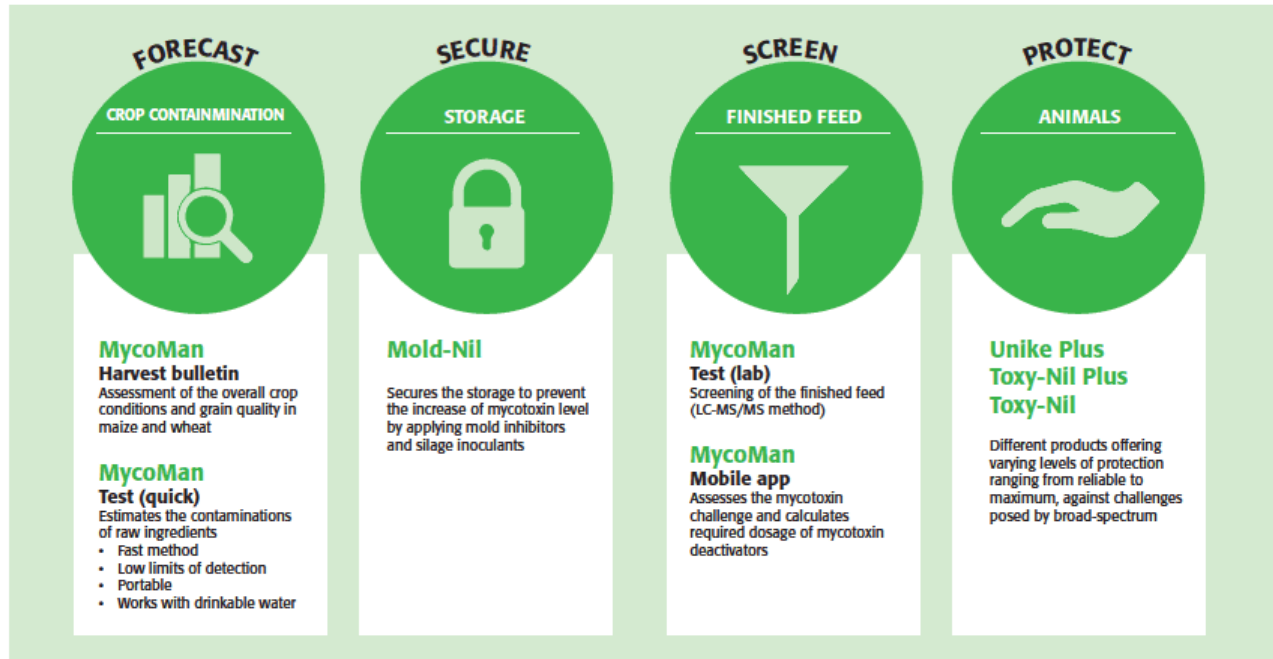 FORECAST
CROP CONTAINMINATION
MycoMan
Harvest bulletin
Assessment of the overall crop
conditions and grain quality in
maize and wheat
MycoMan
Test (quick)
Estimates the contaminations
of raw ingredients
• Fast method
• Low limits of detection
• Portable
• Works with drinkable water
SECURE
STORAGE
Mold-Nil
Secures the storage to prevent
the increase of mycotoxin level
by applying mold inhibitors
and silage inoculants
SCREEN
FINISHED FEED
MycoMan
Test (lab)
Screening of the finished feed
(LC-MS/MS method)
MycoMan
Mobile app
Assesses the mycotoxin
challenge and calculates
required dosage of mycotoxin
deactivators
PROTECT
ANIMALS
Unike Plus
Toxy-Nil Plus
Toxy-Nil
Different products offering
varying levels of protection
ranging from reliable to
maximum, against challenges
posed by broad-spectrum